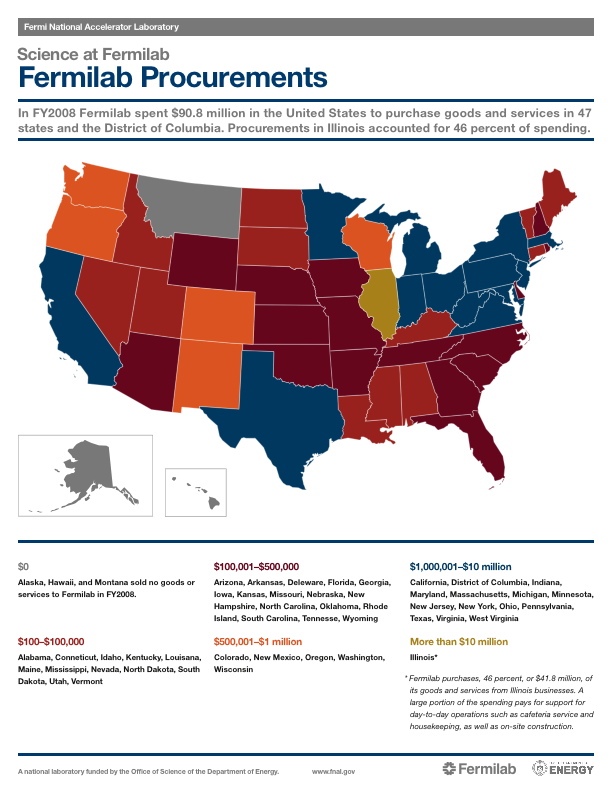 Fermi National Accelerator Laboratory
Science at Fermilab
Fermilab Procurements
In FY2008 Fermilab spent $90.8 million in the United States to purchase goods and services in 47
states and the District of Columbia. Procurements in Illinois accounted for 46 percent of spending.
$0
Alaska, Hawaii, and Montana sold no goods or
services to Fermilab in FY2008.
$100–$100,000
Alabama, Conneticut, Idaho, Kentucky, Louisana,
Maine, Mississippi, Nevada, North Dakota, South
Dakota, Utah, Vermont
$100,001–$500,000
Arizona, Arkansas, Deleware, Florida, Georgia,
Iowa, Kansas, Missouri, Nebraska, New
Hampshire, North Carolina, Oklahoma, Rhode
Island, South Carolina, Tennesse, Wyoming
$500,001–$1 million
Colorado, New Mexico, Oregon, Washington,
Wisconsin
$1,000,001–$10 million
California, District of Columbia, Indiana,
Maryland, Massachusetts, Michigan, Minnesota,
New Jersey, New York, Ohio, Pennsylvania,
Texas, Virginia, West Virginia
More than $10 million
Illinois*
* Fermilab purchases, 46 percent, or $41.8 million, of
its goods and services from Illinois businesses. A
large portion of the spending pays for support for
day-to-day operations such as cafeteria service and
housekeeping, as well as on-site construction.
A national laboratory funded by the Office of Science of the Department of Energy.
www.fnal.gov
Fermilab
ENERGY